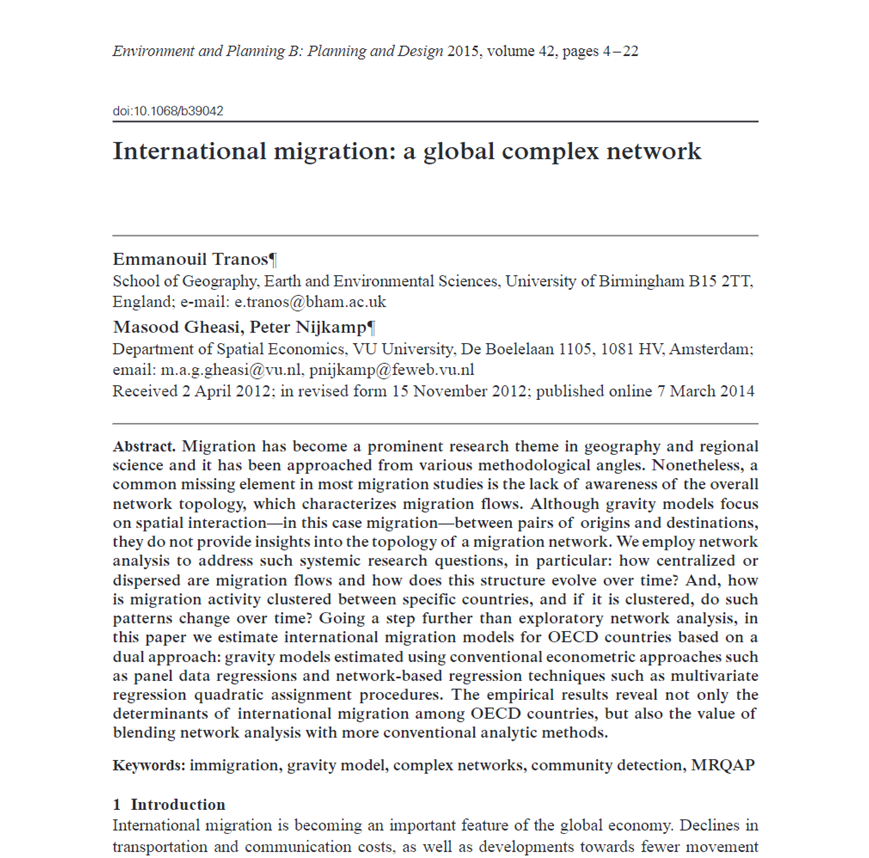 Environment and Planning B: Planning and Design 2015, volume 42, pages 4–22
doi:10.1068/b39042
International migration: a global complex network
Emmanouil Tranos¶
School of Geography, Earth and Environmental Sciences, University of Birmingham B15 2TT,
England; e-mail: e.tranos@bham.ac.uk
Masood Gheasi, Peter Nijkamp¶
Department of Spatial Economics, VU University, De Boelelaan 1105, 1081 HV, Amsterdam;
email: m.a.g.gheasi@vu.nl, pnijkamp@feweb.vu.nl
Received 2 April 2012; in revised form 15 November 2012; published online 7 March 2014
Abstract. Migration has become a prominent research theme in geography and regional
science and it has been approached from various methodological angles. Nonetheless, a
common missing element in most migration studies is the lack of awareness of the overall
network topology, which characterizes migration flows. Although gravity models focus
on spatial interaction—in this case migration—between pairs of origins and destinations,
they do not provide insights into the topology of a migration network. We employ network
analysis to address such systemic research questions, in particular: how centralized or
dispersed are migration flows and how does this structure evolve over time? And, how
is migration activity clustered between specific countries, and if it is clustered, do such
patterns change over time? Going a step further than exploratory network analysis, in
this paper we estimate international migration models for OECD countries based on a
dual approach: gravity models estimated using conventional econometric approaches such
as panel data regressions and network-based regression techniques such as multivariate
regression quadratic assignment procedures. The empirical results reveal not only the
determinants of international migration among OECD countries, but also the value of
blending network analysis with more conventional analytic methods.
Keywords: immigration, gravity model, complex networks, community detection, MRQAP
1 Introduction
International migration is becoming an important feature of the global economy. Declines in
transportation and communication costs, as well as developments towards fewer movement